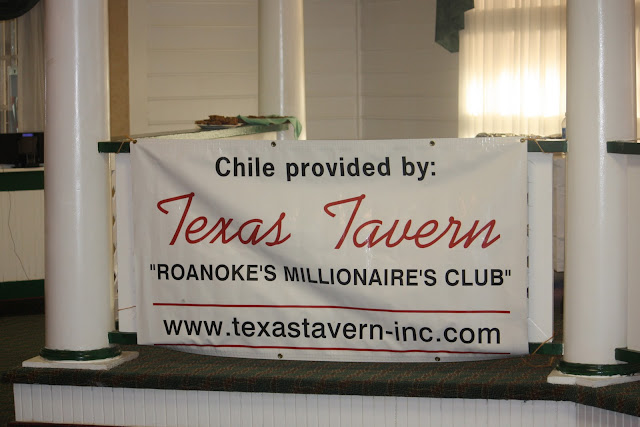 Chile provided by:
Texas Tavern
"ROANOKE'S MILLIONAIRE'S CLUB"
www.texastavern-inc.com